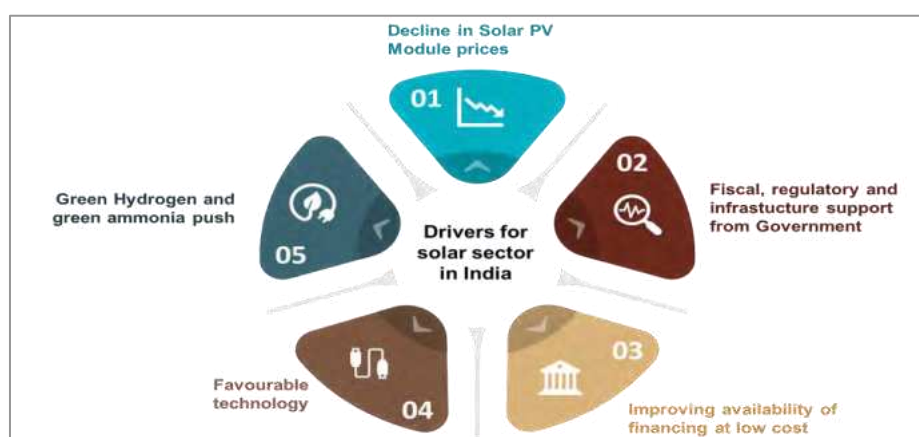 Decline in Solar PV
Module prices
01
02
Fiscal, regulatory and
infrastucture support
from Government
Drivers for
solar sector
in India
03
Improving availability of
financing at low cost
04
Favourable
technology
05
Green Hydrogen and
green ammonia push